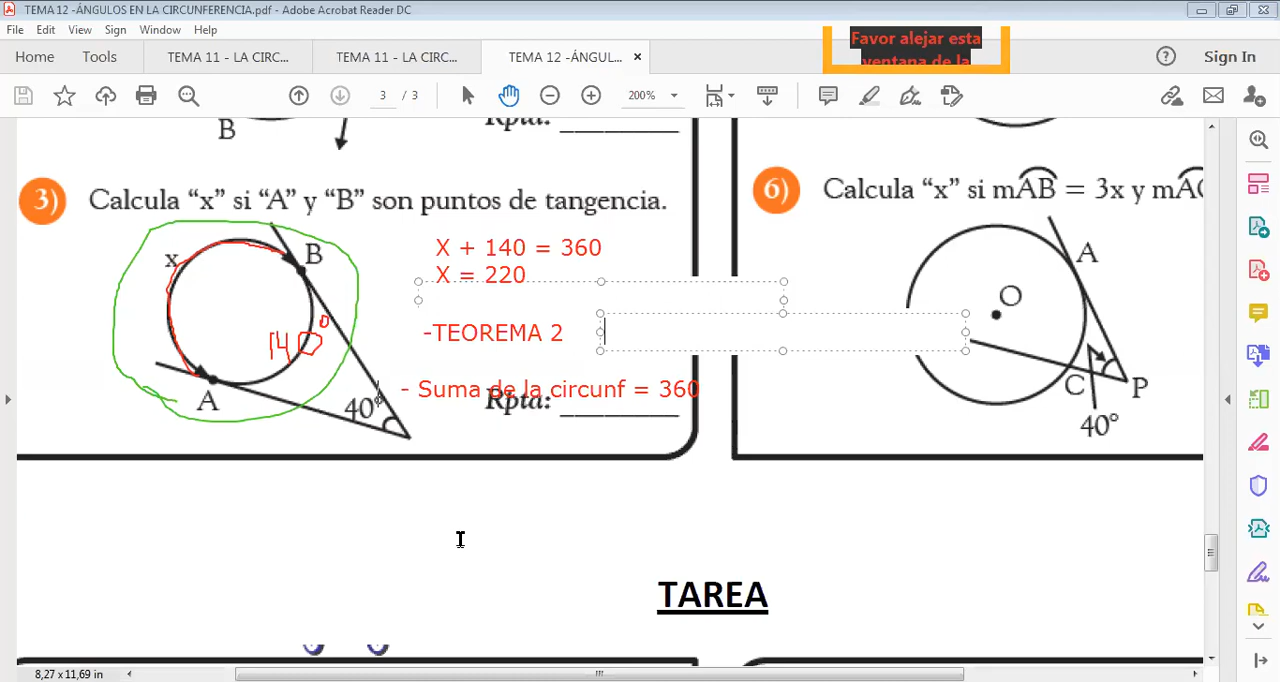 TEMA 12 -ÁNGULOS EN LA CIRCUNFERENCIA.pdf - Adobe Acrobat Reader DC
File Edit View Sign Window Help
Home Tools TEMA 11 - LA CIRC... TEMA 11 - LA CIRC... TEMA 12 -ÁNGUL... × Sign In
Favor alejar esta
ventana de la
3 / 3 200%
B Rpta:
3) Calcula “x” si “A” y “B” son puntos de tangencia.
x
B
A
40°
140°
X + 140 = 360
X = 220
-TEOREMA 2
- Suma de la circunf = 360
Rpta:
6) Calcula “x” si mAB = 3x y mAC
A
O
C
P
40°
TAREA
8,27 x 11,69 in